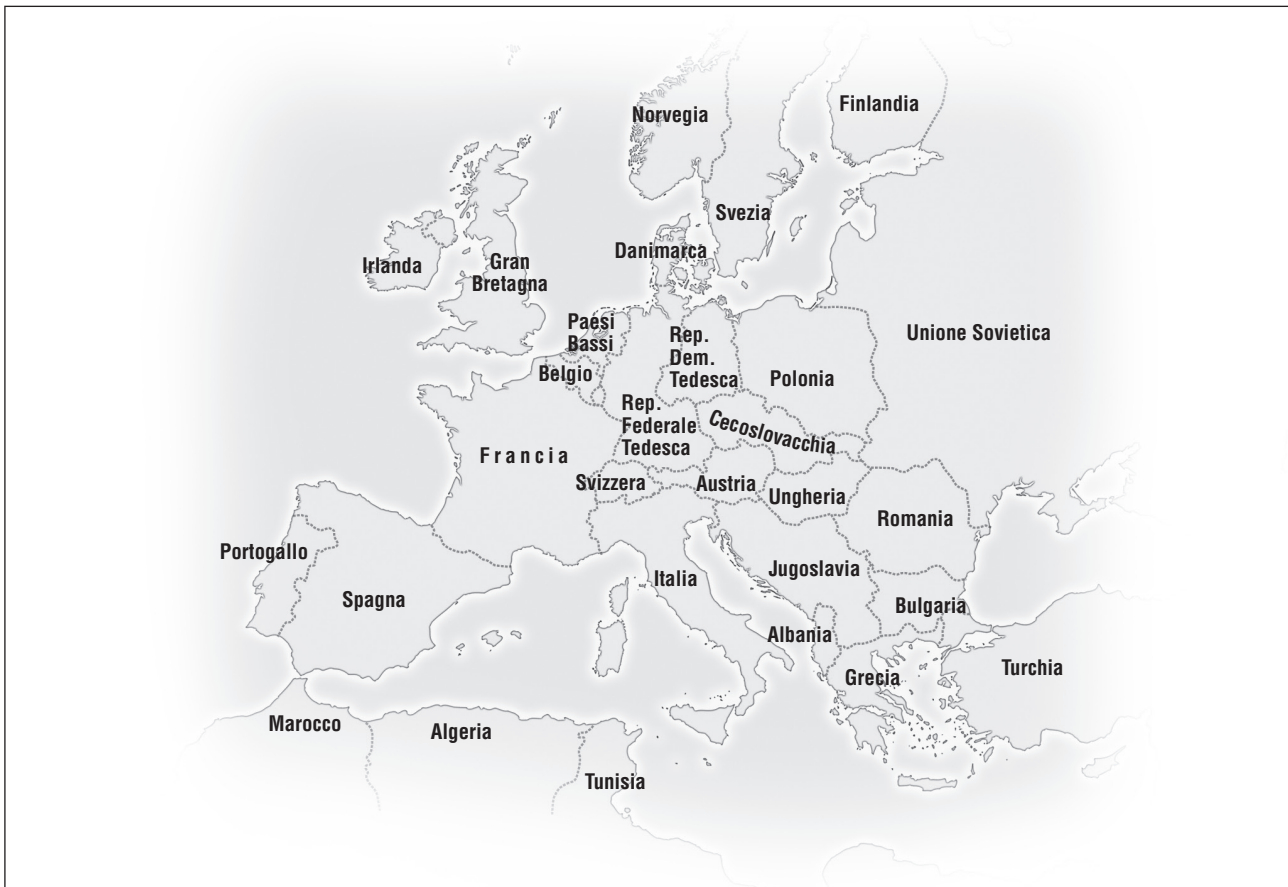 Norvegia
Finlandia
Svezia
Danimarca
Irlanda
Gran
Bretagna
Paesi
Bassi
Rep.
Dem.
Tedesca
Unione Sovietica
Belgio
Polonia
Rep.
Federale
Tedesca
Cecoslovacchia
Francia
Svizzera
Austria
Ungheria
Romania
Portogallo
Spagna
Italia
Jugoslavia
Bulgaria
Albania
Grecia
Turchia
Marocco
Algeria
Tunisia